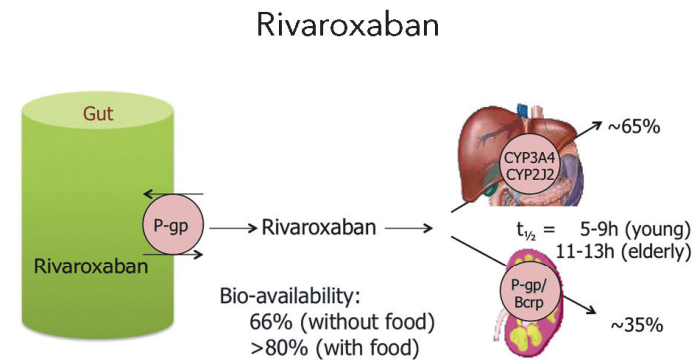 Rivaroxaban
Gut
P-gp
Rivaroxaban
Rivaroxaban
Bio-availability:
66% (without food)
>80% (with food)
CYP3A4
CYP2J2
~65%
t½ = 5-9h (young)
11-13h (elderly)
P-gp/
Bcrp
~35%